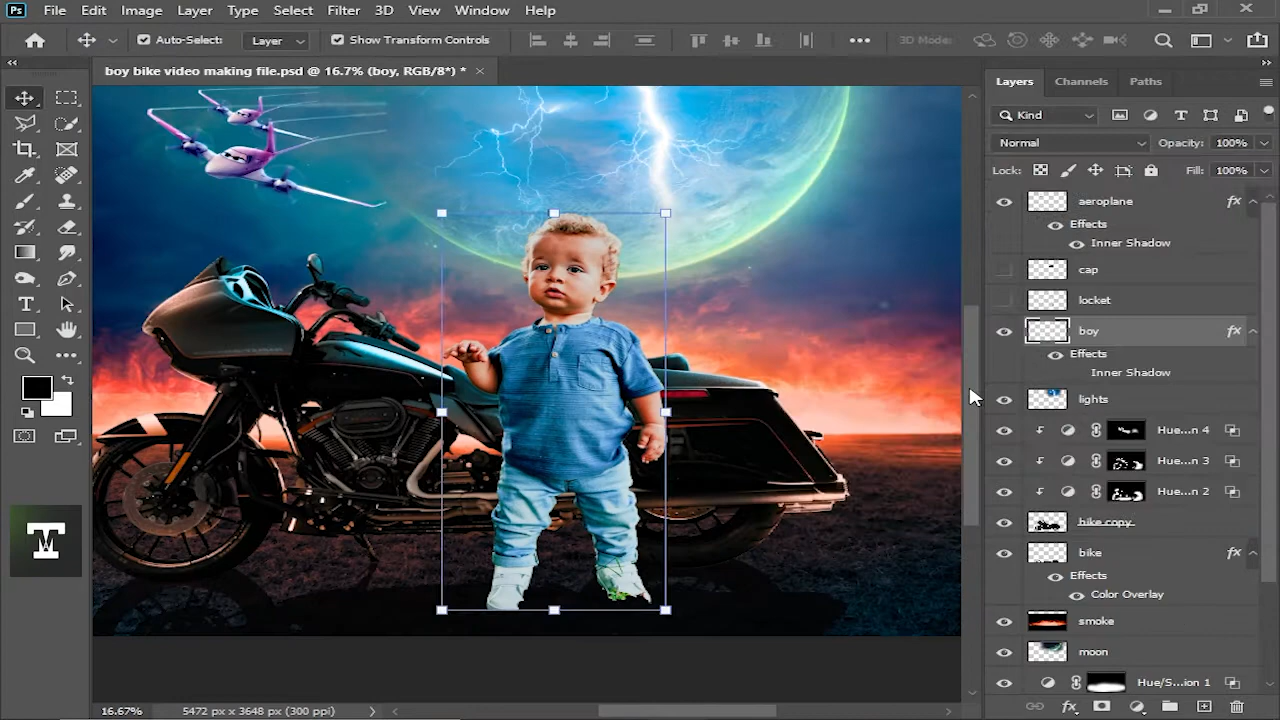 Ps File Edit Image Layer Type Select Filter 3D View Window Help
Auto-Select: Layer Show Transform Controls 3D Mode:
boy bike video making file.psd @ 16.7% (boy, RGB/8*) * ×
Layers Channels Paths
Kind
Normal Opacity: 100%
Lock: Fill: 100%
aeroplane fx
Effects
Inner Shadow
cap
locket
boy fx
Effects
Inner Shadow
lights
Hue...n 4
Hue...n 3
Hue...n 2
bike copy
bike fx
Effects
Color Overlay
smoke
moon
Hue/S...ion 1
16.67% 5472 px x 3648 px (300 ppi)
fx